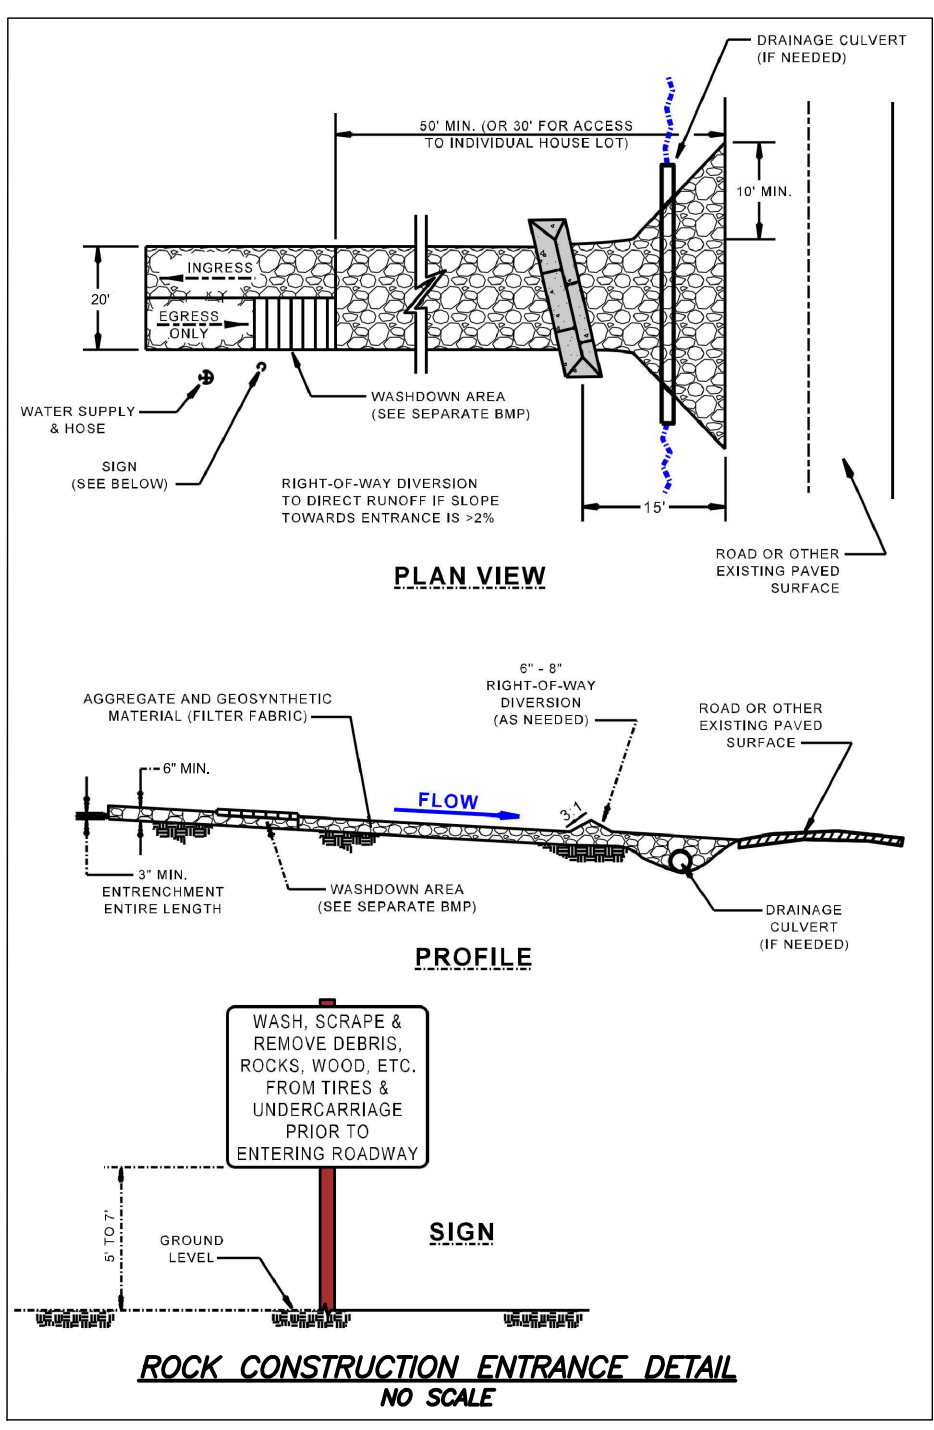 DRAINAGE CULVERT
(IF NEEDED)
50' MIN. (OR 30' FOR ACCESS
TO INDIVIDUAL HOUSE LOT)
10' MIN.
INGRESS
20'
EGRESS
ONLY
WATER SUPPLY
& HOSE
WASHDOWN AREA
(SEE SEPARATE BMP)
SIGN
(SEE BELOW)
RIGHT-OF-WAY DIVERSION
TO DIRECT RUNOFF IF SLOPE
TOWARDS ENTRANCE IS >2%
15'
ROAD OR OTHER
EXISTING PAVED
SURFACE
PLAN VIEW
6" - 8"
RIGHT-OF-WAY
DIVERSION
(AS NEEDED)
AGGREGATE AND GEOSYNTHETIC
MATERIAL (FILTER FABRIC)
ROAD OR OTHER
EXISTING PAVED
SURFACE
6" MIN.
FLOW
3:1
3" MIN.
ENTRENCHMENT
ENTIRE LENGTH
WASHDOWN AREA
(SEE SEPARATE BMP)
DRAINAGE
CULVERT
(IF NEEDED)
PROFILE
WASH, SCRAPE &
REMOVE DEBRIS,
ROCKS, WOOD, ETC.
FROM TIRES &
UNDERCARRIAGE
PRIOR TO
ENTERING ROADWAY
5' TO 7'
GROUND
LEVEL
SIGN
ROCK CONSTRUCTION ENTRANCE DETAIL
NO SCALE